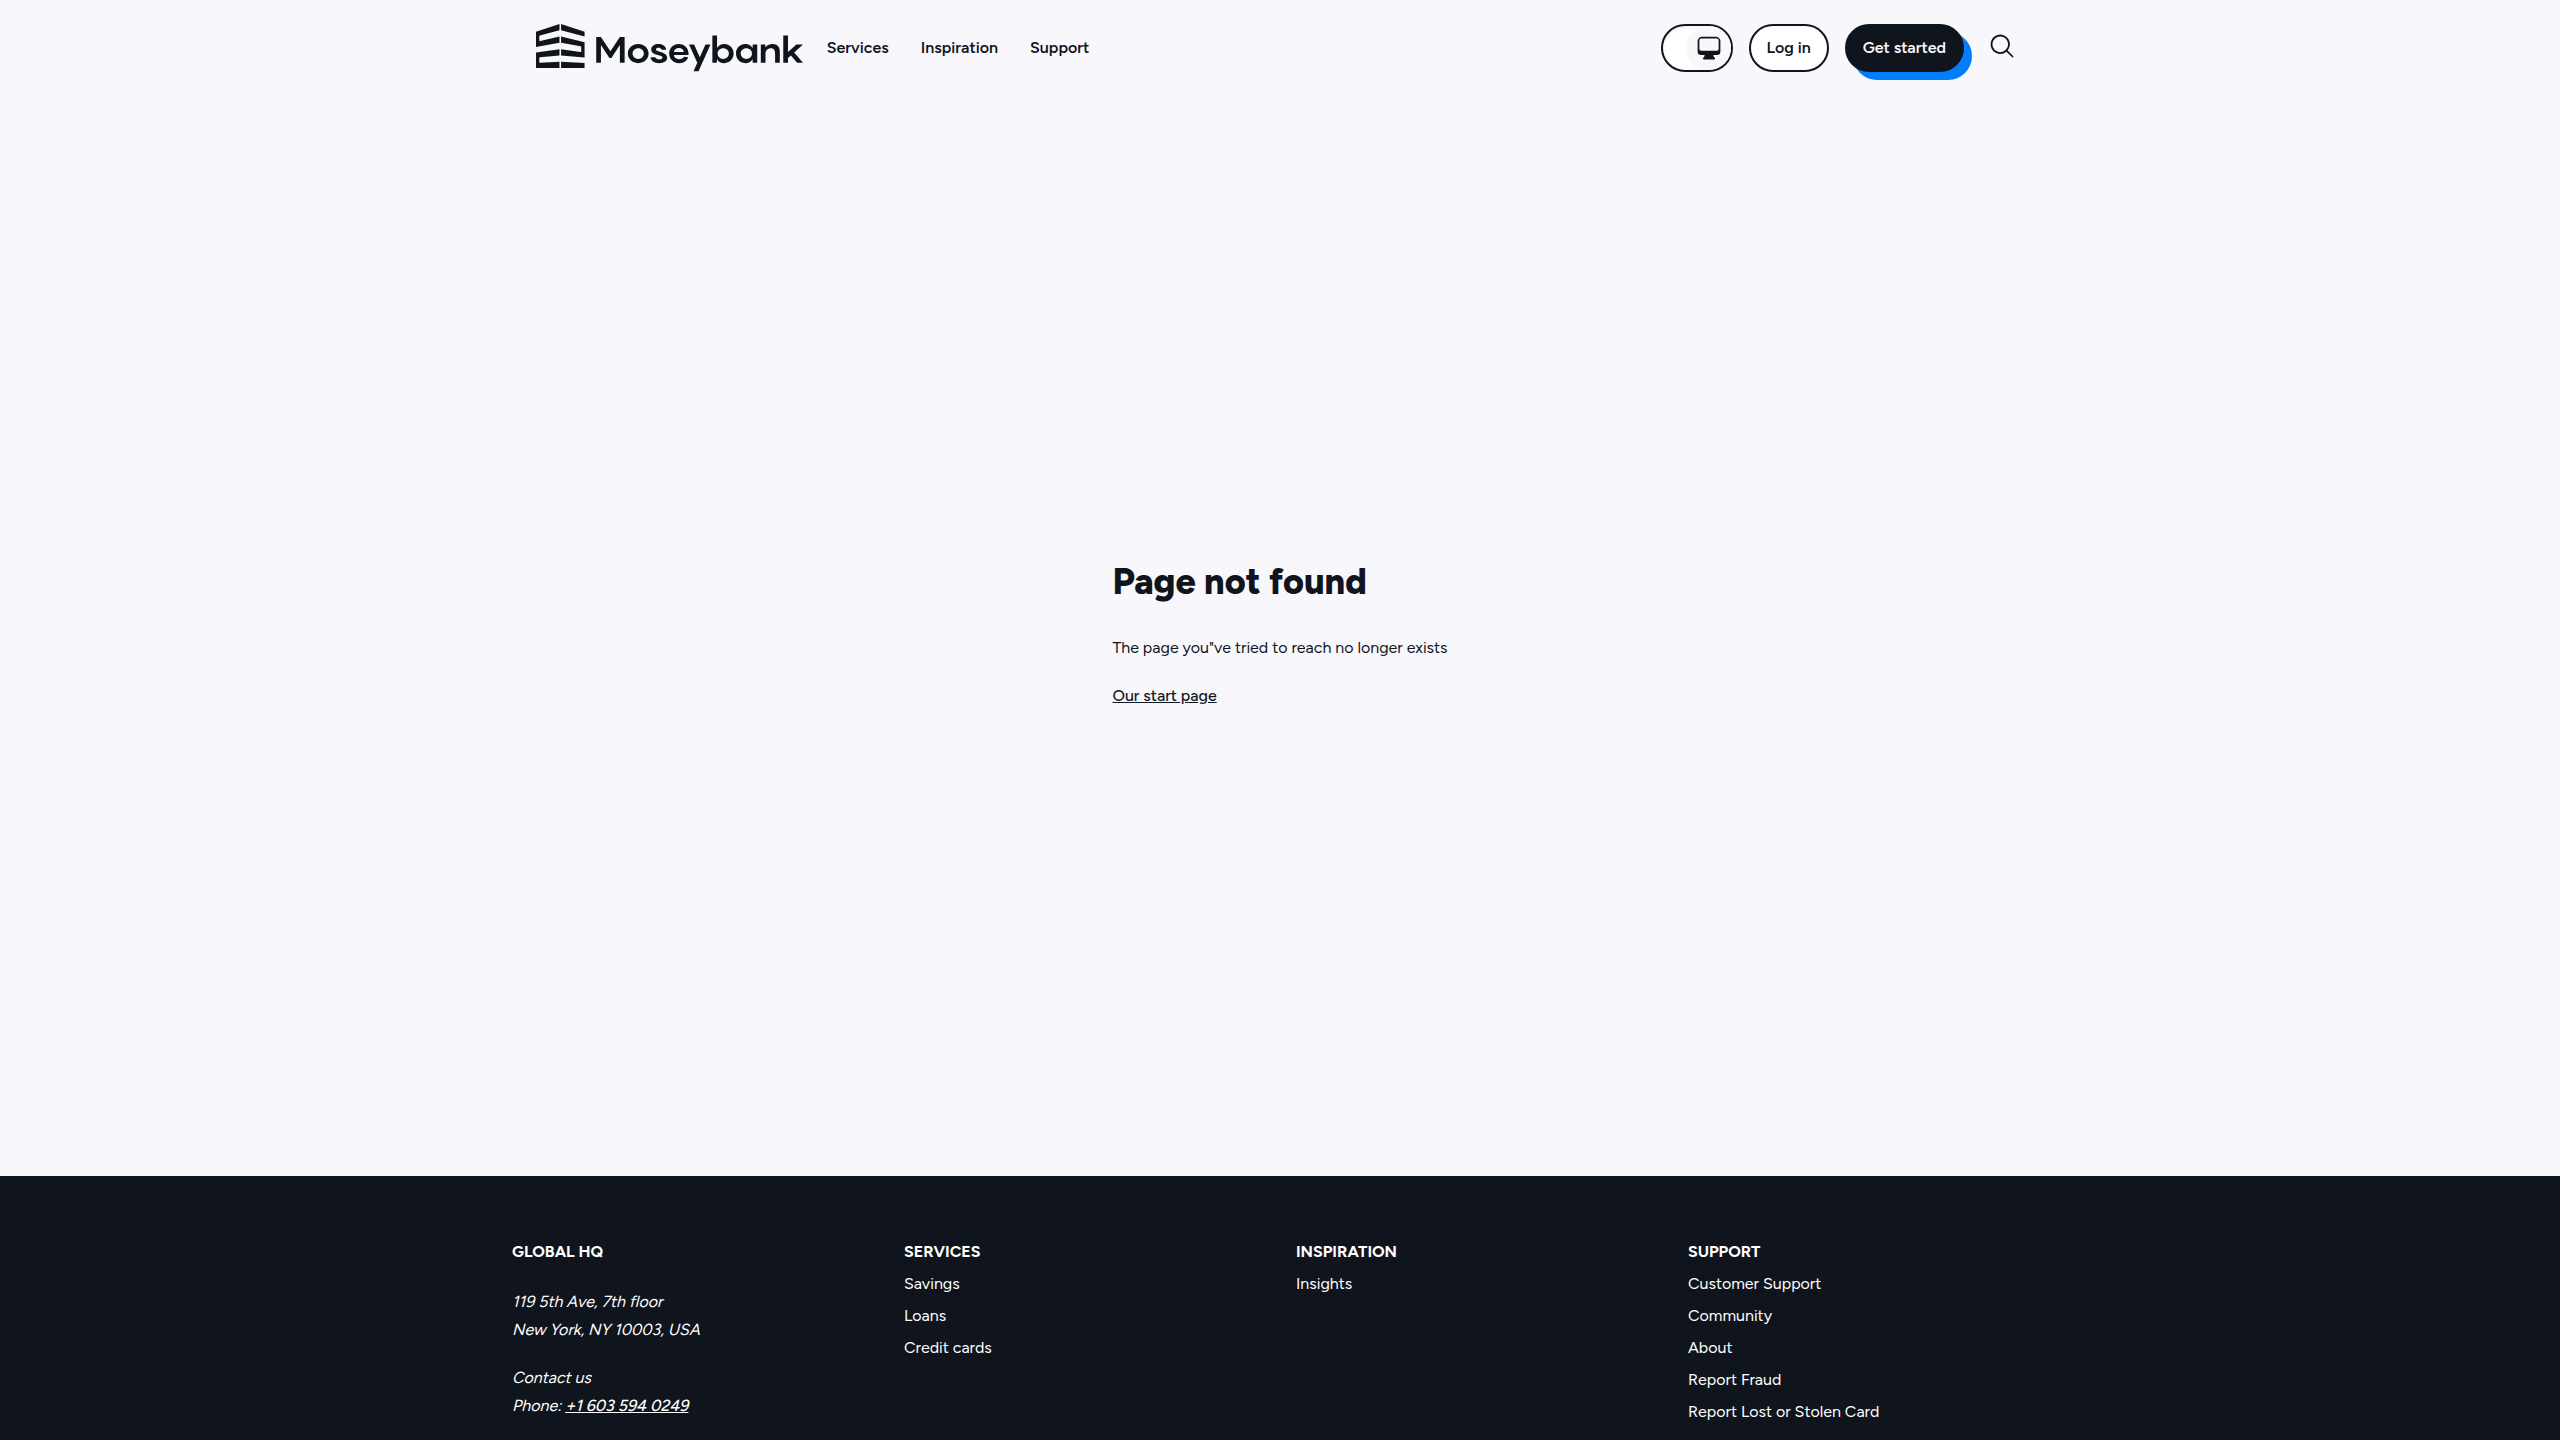 Moseybank Services Inspiration Support Log in Get started
Page not found
The page you"ve tried to reach no longer exists
Our start page
GLOBAL HQ
119 5th Ave, 7th floor
New York, NY 10003, USA
Contact us
Phone: +1 603 594 0249
SERVICES
Savings
Loans
Credit cards
INSPIRATION
Insights
SUPPORT
Customer Support
Community
About
Report Fraud
Report Lost or Stolen Card